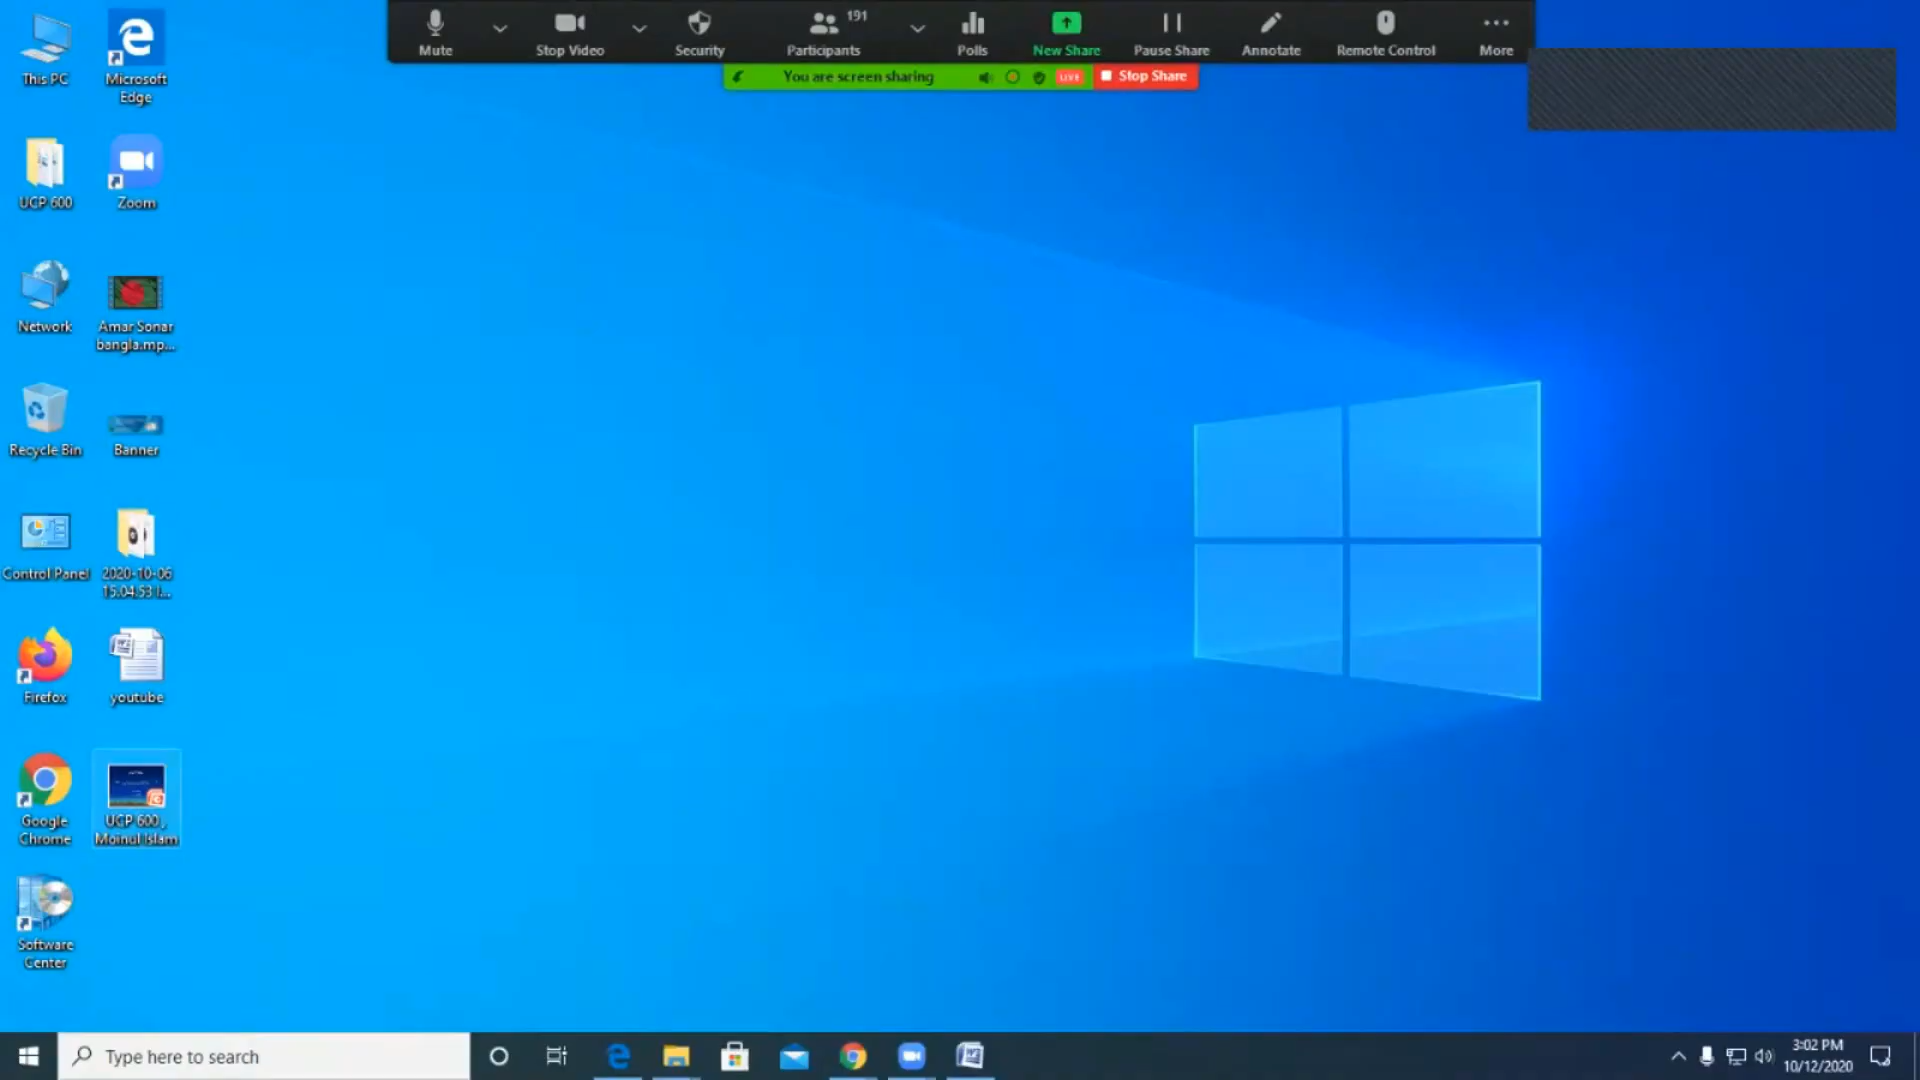 191
Mute
Stop Video
Security
Participants
Polls
New Share
Pause Share
Annotate
Remote Control
More
You are screen sharing
LIVE
Stop Share
This PC
Microsoft
Edge
UCP 600
Zoom
Network
Amar Sonar
bangla.mp...
Recycle Bin
Banner
Control Panel
2020-10-06
15.04.53 I...
Firefox
youtube
Google
Chrome
UCP 600 ,
Moinul Islam
Software
Center
Type here to search
3:02 PM
10/12/2020